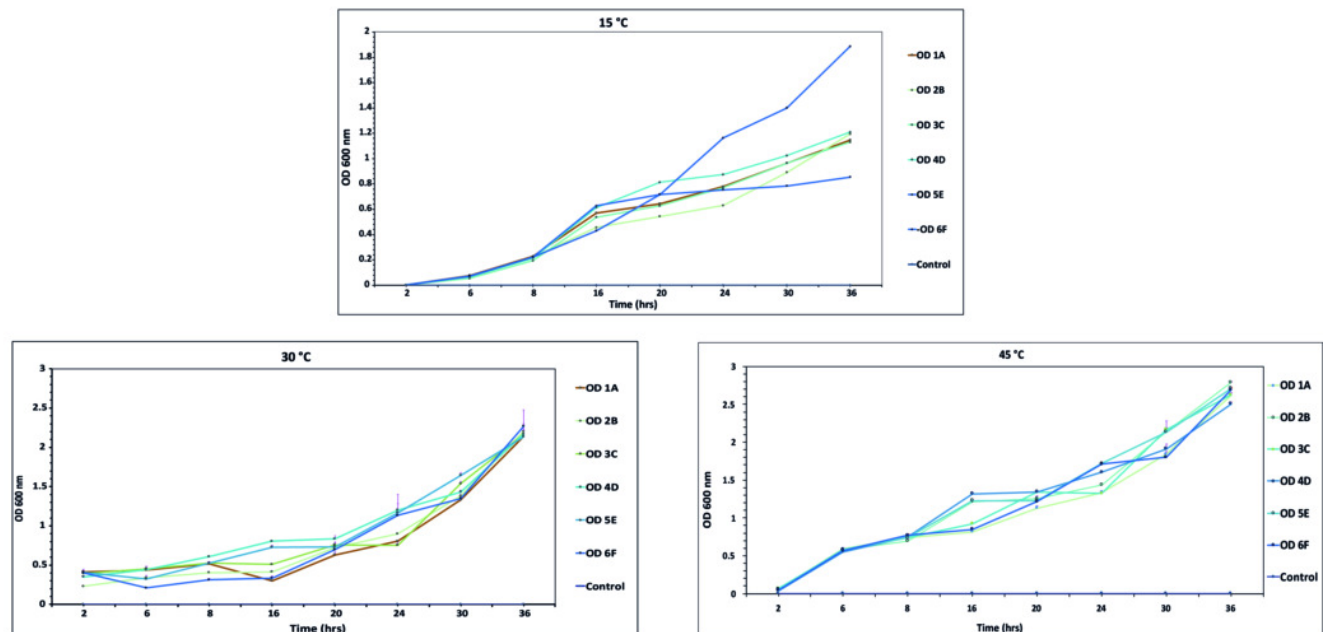 15 °C
OD 600 nm
2
1.8
1.6
1.4
1.2
1
0.8
0.6
0.4
0.2
0
2 6 8 16 20 24 30 36
Time (hrs)
OD 1A
OD 2B
OD 3C
OD 4D
OD 5E
-OD 6F
Control
30 °C
OD 600 nm
3
2.5
2
1.5
1
0.5
0
2 6 8 16 20 24 30 36
Time (hrs)
OD 1A
OD 2B
OD 3C
OD 4D
OD 5E
OD 6F
Control
45 °C
OD 600 nm
3
2.5
2
1.5
1
0.5
0
2 6 8 16 20 24 30 36
Time (hrs)
OD 1A
OD 2B
OD 3C
OD 4D
OD 5E
OD 6F
Control